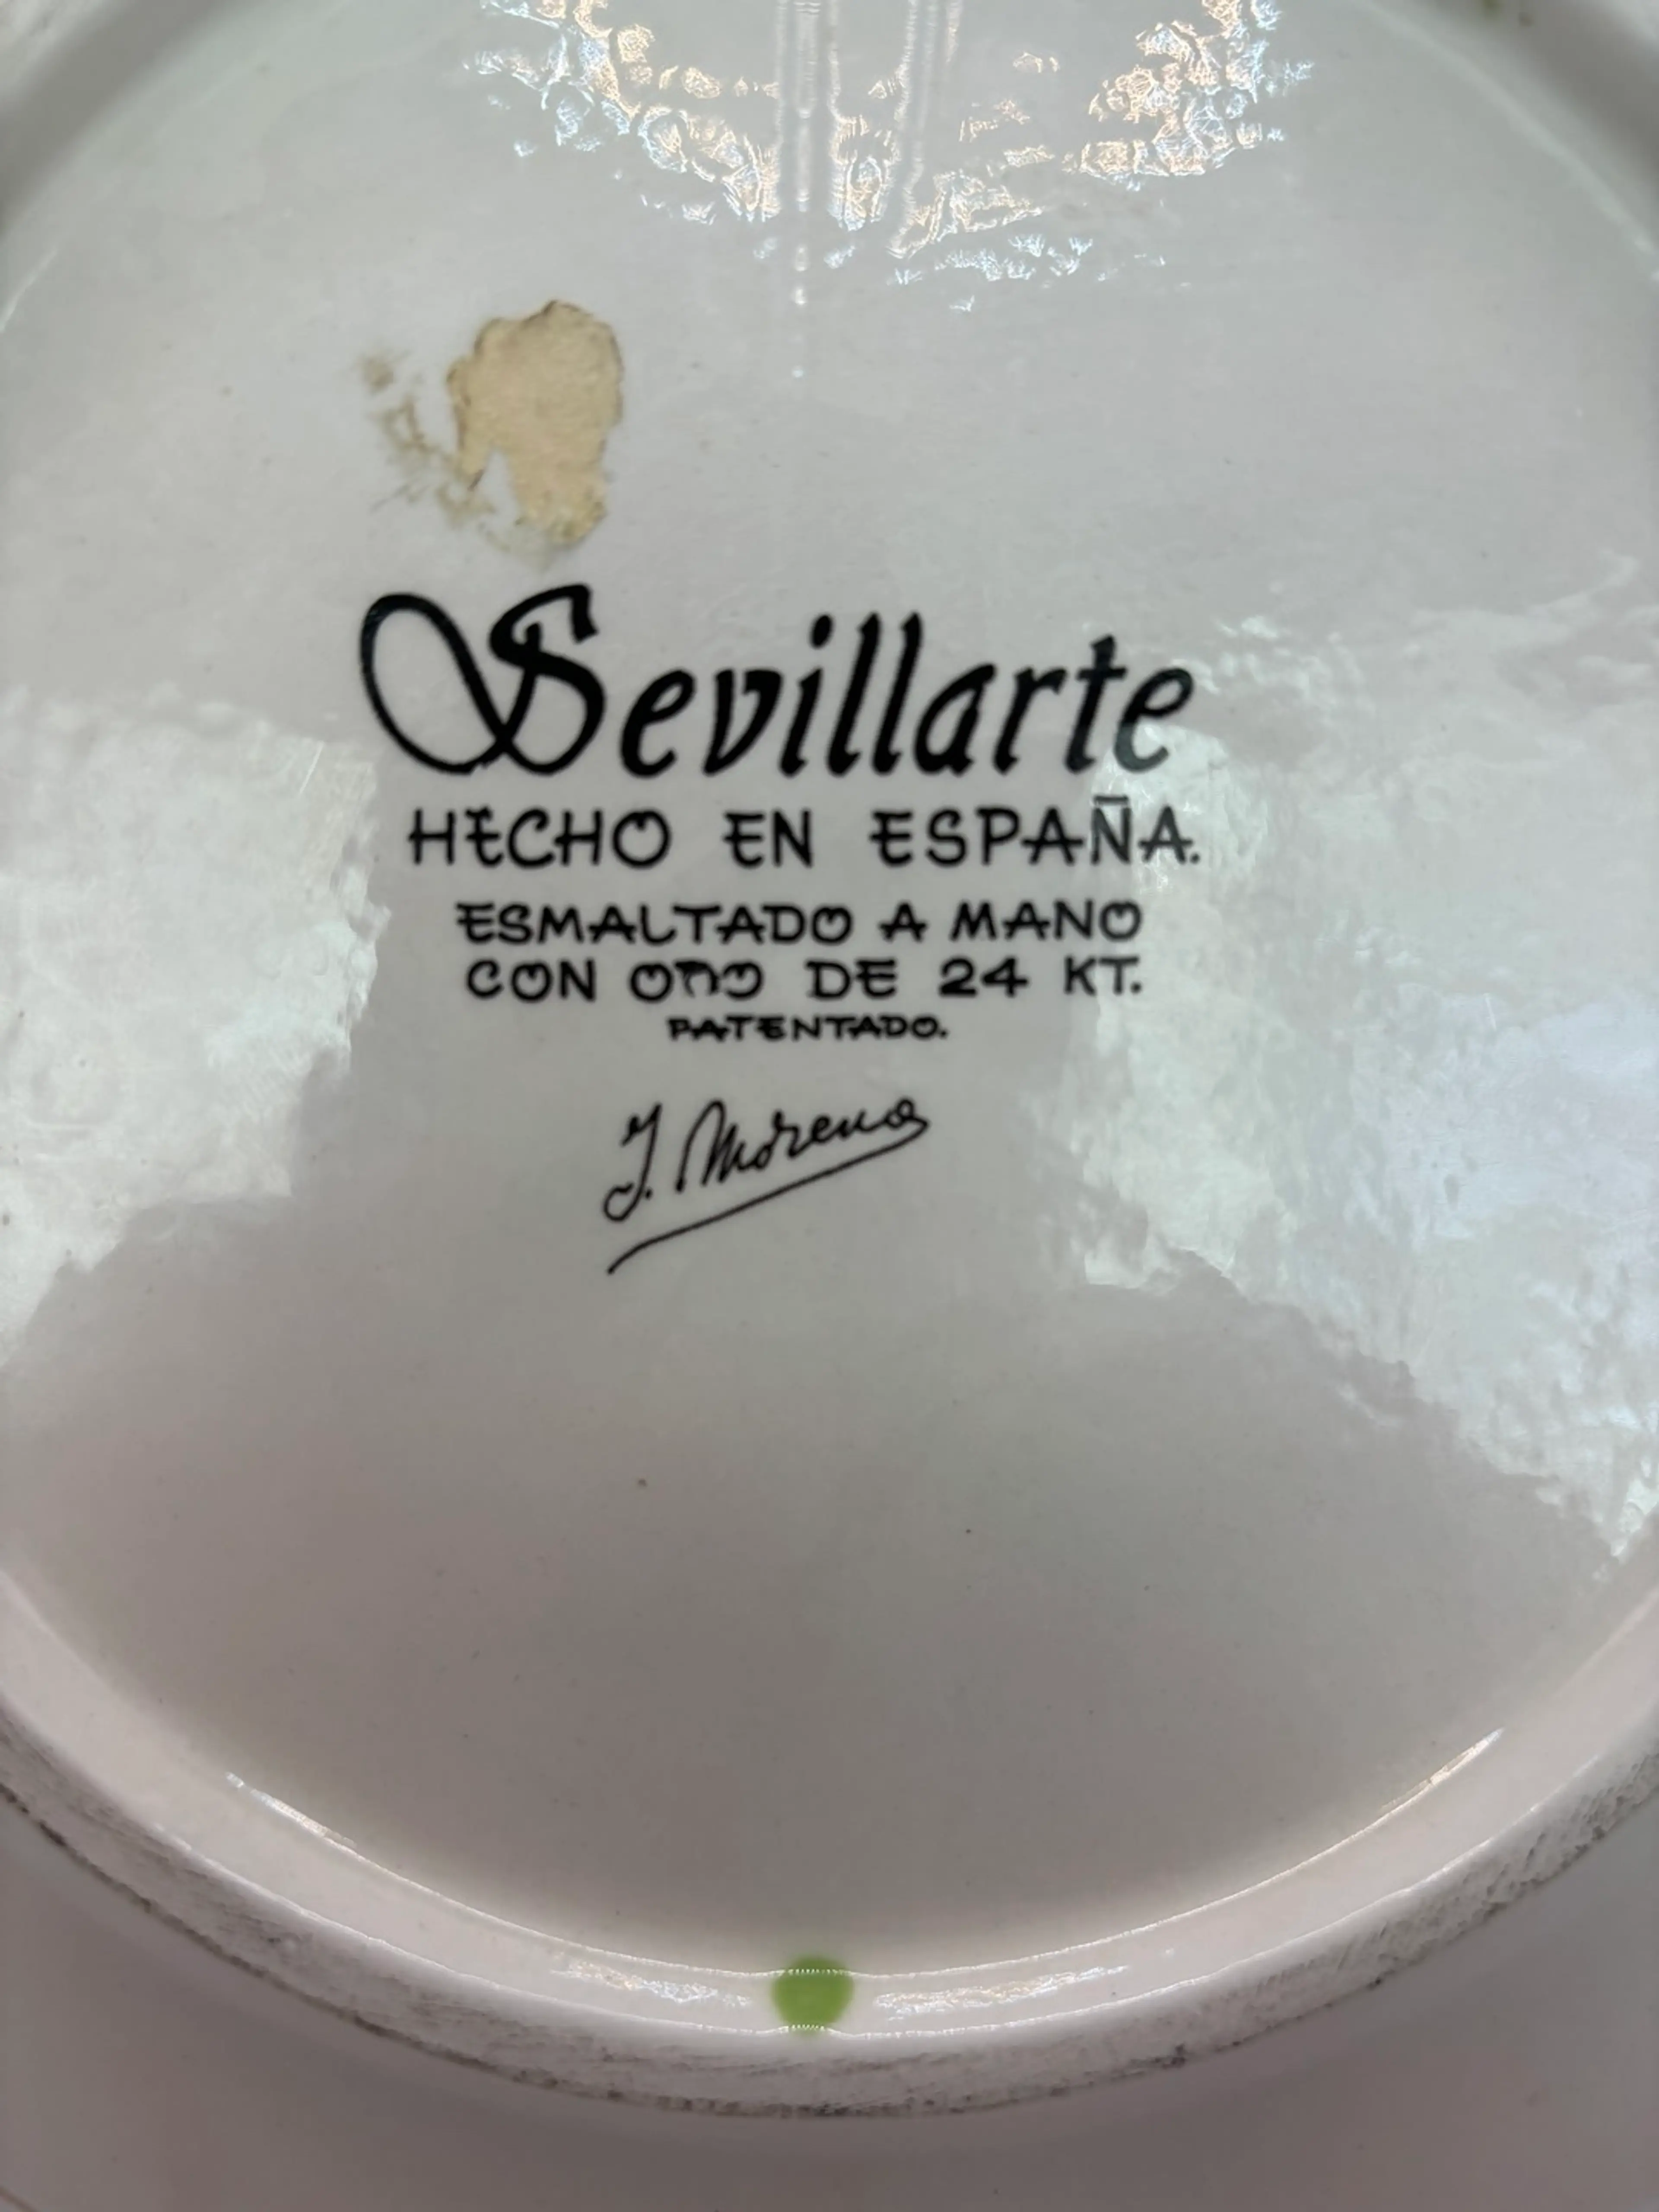 Sevillarte
HECHO EN ESPAÑA.
ESMALTADO A MANO
CON ORO DE 24 KT.
PATENTADO.
J. Moreno